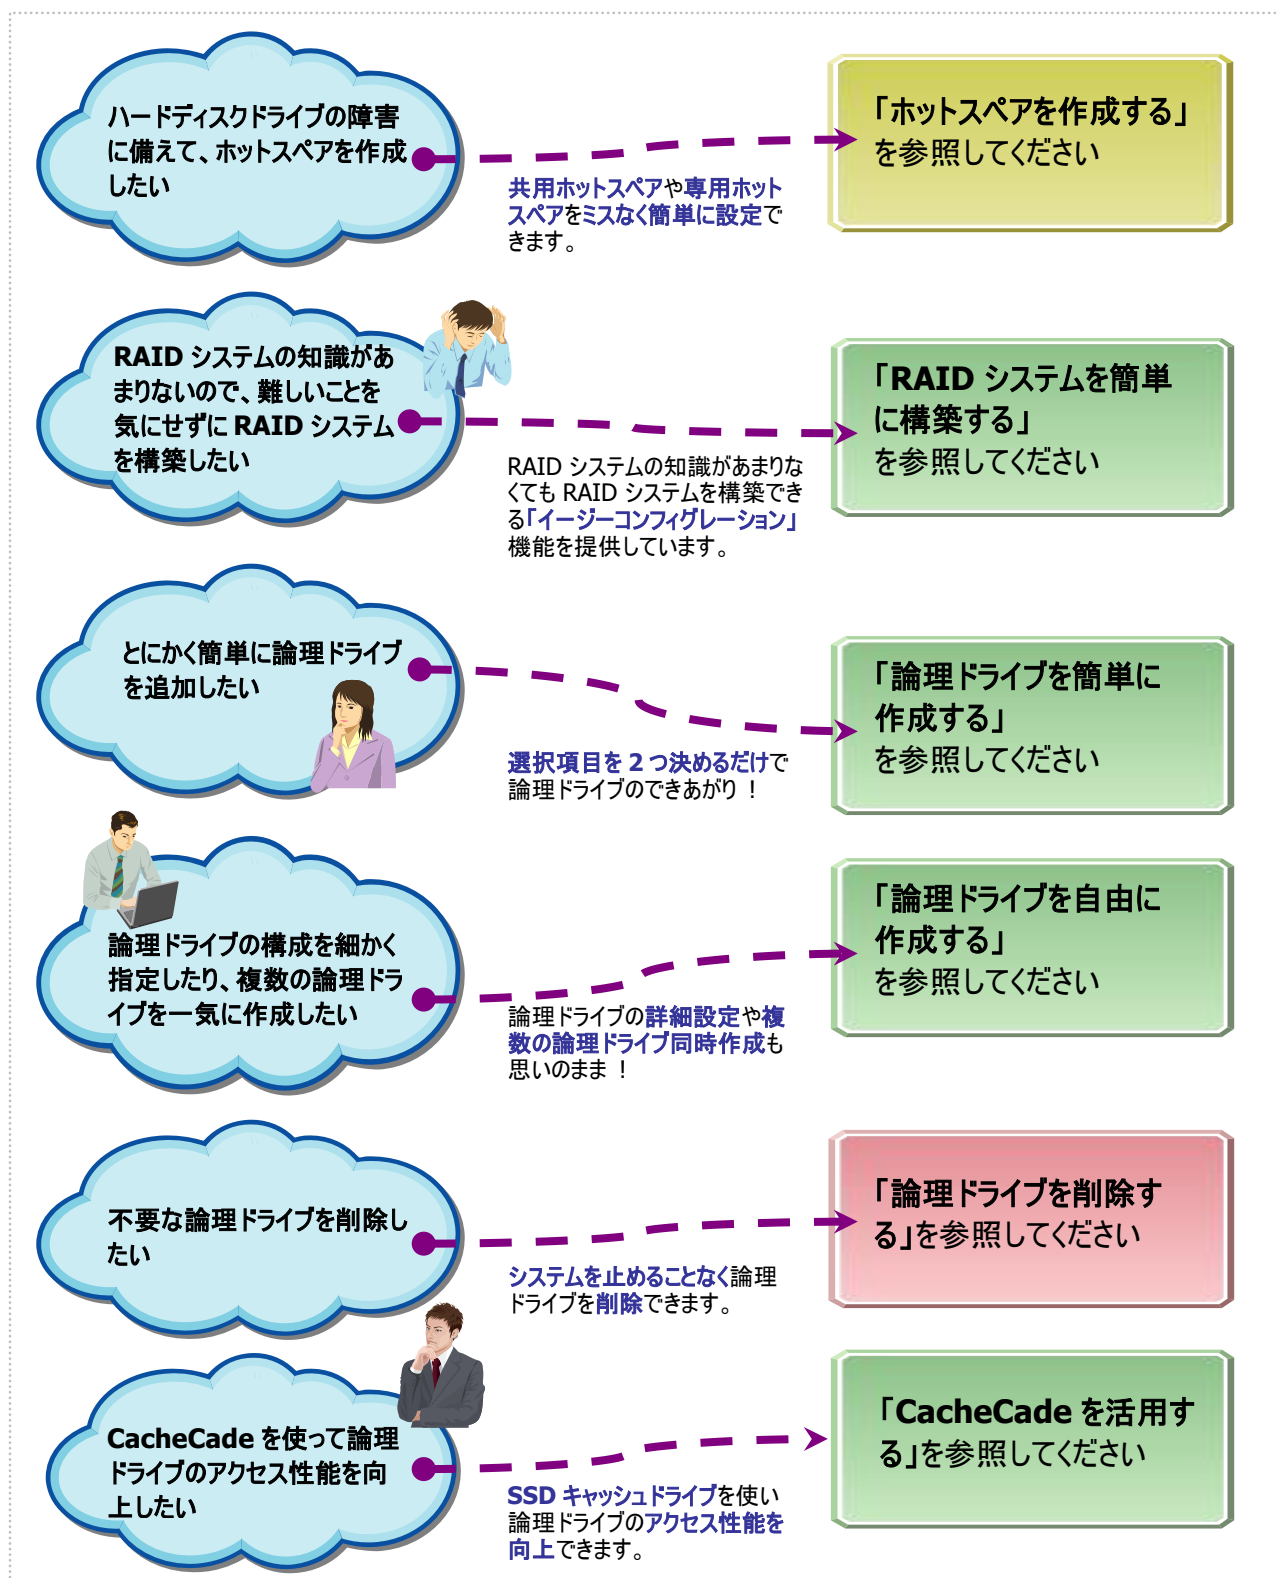 ハードディスクドライブの障害
に備えて、ホットスペアを作成
したい
共用ホットスペアや専用ホット
スペアをミスなく簡単に設定で
きます。
「ホットスペアを作成する」
を参照してください
RAID システムの知識があ
まりないので、難しいことを
気にせずに RAID システム
を構築したい
RAID システムの知識があまりな
くても RAID システムを構築でき
る「イージーコンフィグレーション」
機能を提供しています。
「RAID システムを簡単
に構築する」
を参照してください
とにかく簡単に論理ドライブ
を追加したい
選択項目を 2 つ決めるだけで
論理ドライブのできあがり！
「論理ドライブを簡単に
作成する」
を参照してください
論理ドライブの構成を細かく
指定したり、複数の論理ドラ
イブを一気に作成したい
論理ドライブの詳細設定や複
数の論理ドライブ同時作成も
思いのまま！
「論理ドライブを自由に
作成する」
を参照してください
不要な論理ドライブを削除し
たい
システムを止めることなく論理
ドライブを削除できます。
「論理ドライブを削除す
る」を参照してください
CacheCade を使って論理
ドライブのアクセス性能を向
上したい
SSD キャッシュドライブを使い
論理ドライブのアクセス性能を
向上できます。
「CacheCade を活用す
る」を参照してください